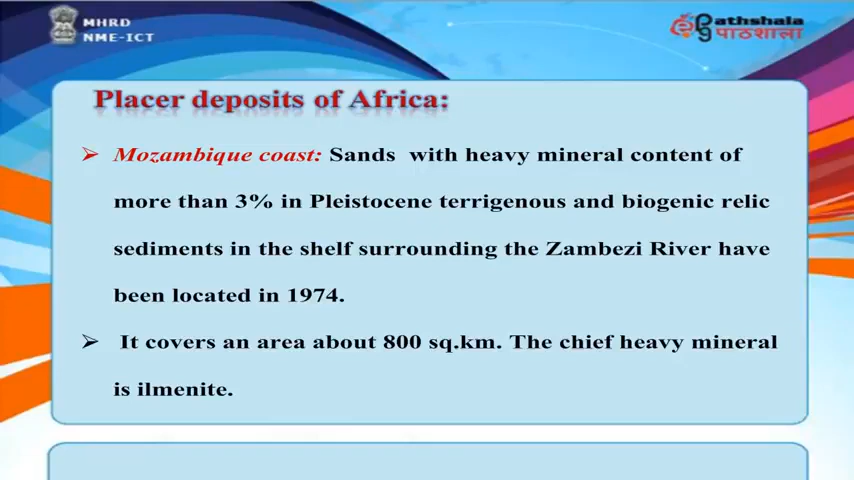 MHRD
NME-ICT
Pathshala
पाठशाला
Placer deposits of Africa:
Mozambique coast: Sands with heavy mineral content of
more than 3% in Pleistocene terrigenous and biogenic relic
sediments in the shelf surrounding the Zambezi River have
been located in 1974.
It covers an area about 800 sq.km. The chief heavy mineral
is ilmenite.